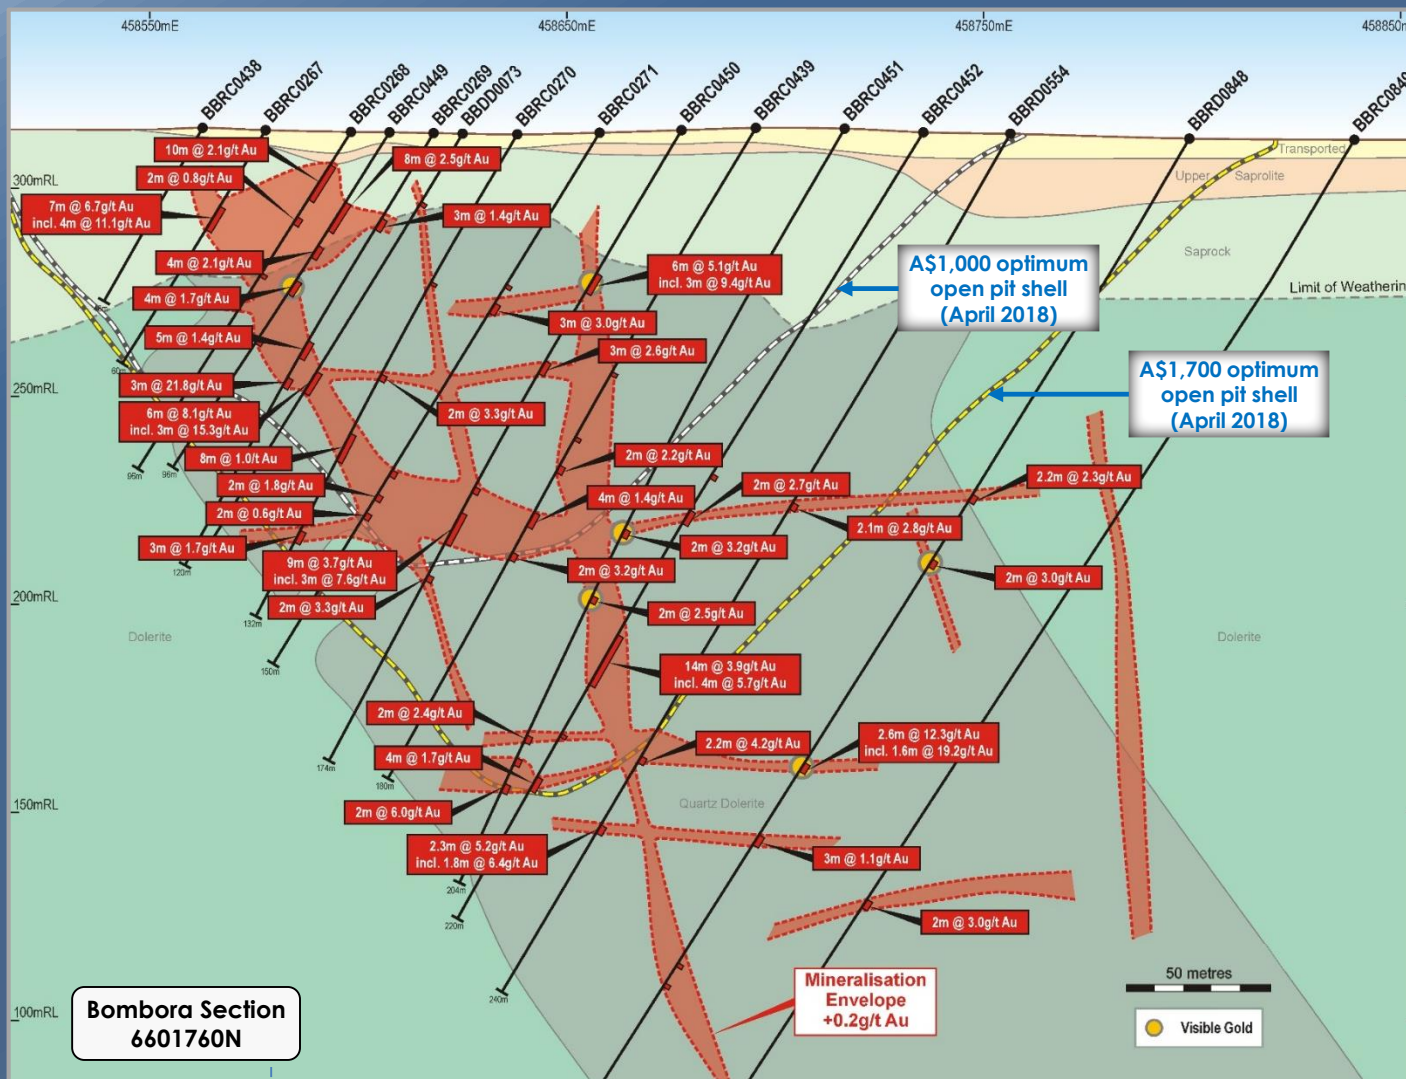 458550mE
458650mE
458750mE
458850m
BBRC0438
BBRC0267
BBRC0268
BBRC0449
BBRC0269
BBDD0073
BBRC0270
BBRC0271
BBRC0450
BBRC0439
BBRC0451
BBRC0452
BBRD0554
BBRD0848
BBRC0849
10m @ 2.1g/t Au
8m @ 2.5g/t Au
Transported
2m @ 0.8g/t Au
300mRL
Upper
Saprolite
7m @ 6.7g/t Au
incl. 4m @ 11.1g/t Au
3m @ 1.4g/t Au
Saprock
4m @ 2.1g/t Au
6m @ 5.1g/t Au
incl. 3m @ 9.4g/t Au
A$1,000 optimum
open pit shell
(April 2018)
Limit of Weatherin
4m @ 1.7g/t Au
3m @ 3.0g/t Au
5m @ 1.4g/t Au
3m @ 2.6g/t Au
A$1,700 optimum
open pit shell
(April 2018)
60m
3m @ 21.8g/t Au
250mRL
6m @ 8.1g/t Au
incl. 3m @ 15.3g/t Au
2m @ 3.3g/t Au
8m @ 1.0/t Au
2m @ 2.2g/t Au
96m
96m
2m @ 1.8g/t Au
2m @ 2.7g/t Au
2.2m @ 2.3g/t Au
4m @ 1.4g/t Au
2m @ 0.6g/t Au
2.1m @ 2.8g/t Au
3m @ 1.7g/t Au
2m @ 3.2g/t Au
120m
9m @ 3.7g/t Au
incl. 3m @ 7.6g/t Au
2m @ 3.2g/t Au
2m @ 3.0g/t Au
200mRL
2m @ 3.3g/t Au
2m @ 2.5g/t Au
132m
Dolerite
Dolerite
150m
14m @ 3.9g/t Au
incl. 4m @ 5.7g/t Au
2m @ 2.4g/t Au
2.2m @ 4.2g/t Au
2.6m @ 12.3g/t Au
incl. 1.6m @ 19.2g/t Au
4m @ 1.7g/t Au
174m
180m
150mRL
Quartz Dolerite
2m @ 6.0g/t Au
2.3m @ 5.2g/t Au
incl. 1.8m @ 6.4g/t Au
3m @ 1.1g/t Au
204m
220m
2m @ 3.0g/t Au
240m
Mineralisation
Envelope
+0.2g/t Au
50 metres
Visible Gold
100mRL
Bombora Section
6601760N